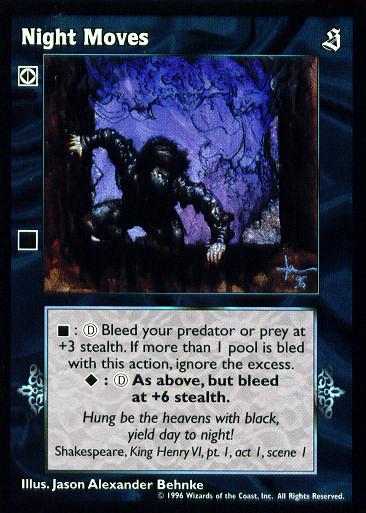 Night Moves
■ : Ⓓ Bleed your predator or prey at
+3 stealth. If more than 1 pool is bled
with this action, ignore the excess.
◆ : Ⓓ As above, but bleed
at +6 stealth.
Hung be the heavens with black,
yield day to night!
Shakespeare, King Henry VI, pt. 1, act 1, scene 1
Illus. Jason Alexander Behnke
© 1996 Wizards of the Coast, Inc. All Rights Reserved.